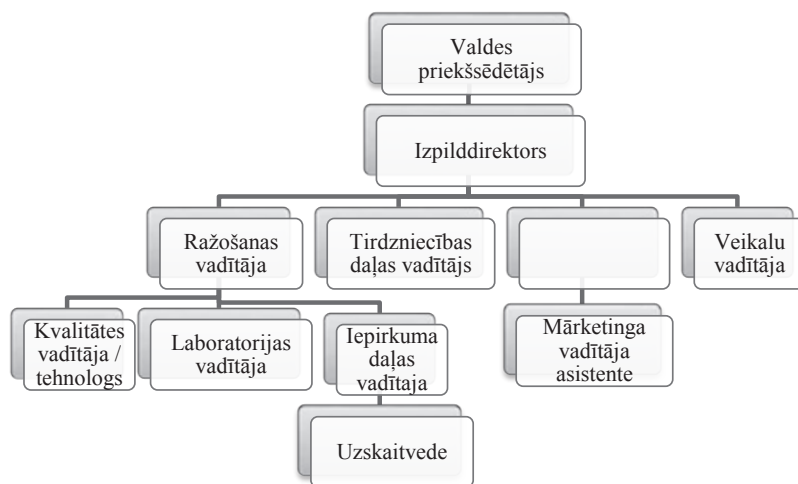 Valdes
priekšsēdētājs
Izpilddirektors
Ražošanas
vadītāja
Tirdzniecības
daļas vadītājs
Veikalu
vadītāja
Kvalitātes
vadītāja /
tehnologs
Laboratorijas
vadītāja
Iepirkuma
daļas
vadītaja
Mārketinga
vadītāja
asistente
Uzskaitvede